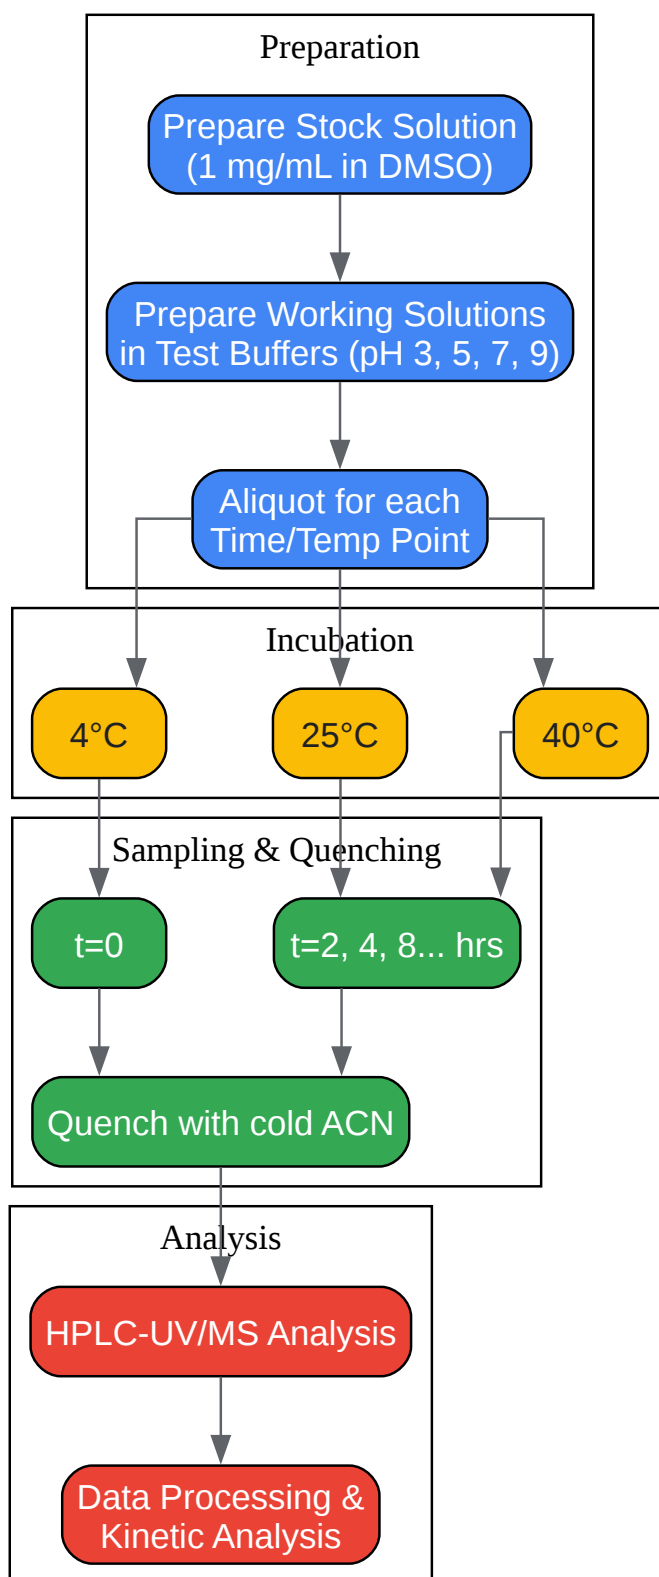 Preparation
Prepare Stock Solution
(1 mg/mL in DMSO)
Prepare Working Solutions
in Test Buffers (pH 3, 5, 7, 9)
Aliquot for each
Time/Temp Point
Incubation
4°C
25°C
40°C
Sampling & Quenching
t=0
t=2, 4, 8... hrs
Quench with cold ACN
Analysis
HPLC-UV/MS Analysis
Data Processing &
Kinetic Analysis